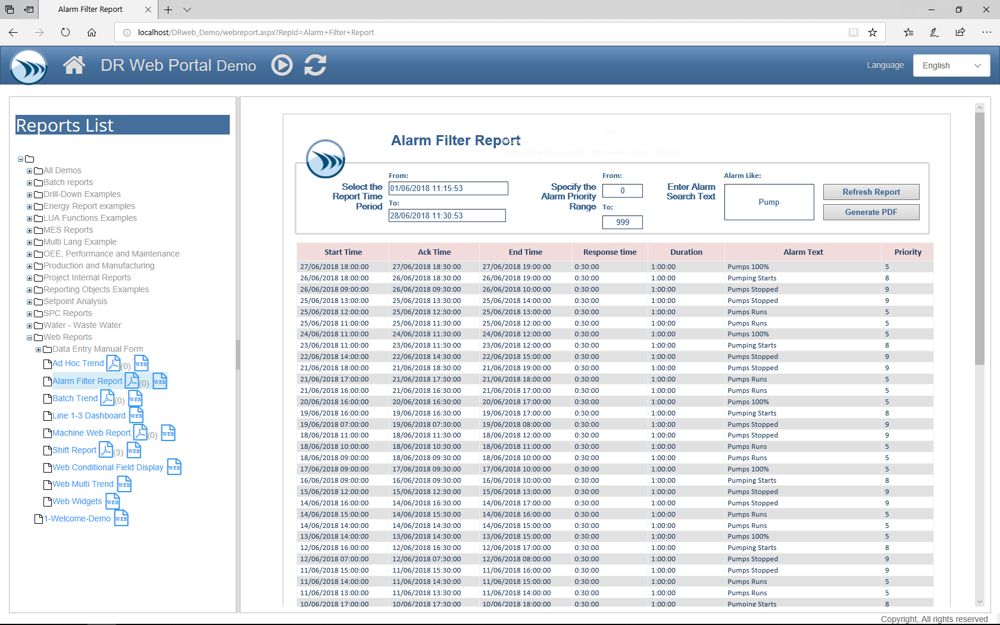 Alarm Filter Report
localhost/DRweb_Demo/webreport.aspx?RepId=Alarm+Filter+Report
DR Web Portal Demo
Language
English
Reports List
All Demos
Batch reports
Drill-Down Examples
Energy Report examples
LUA Functions Examples
MES Reports
Multi Lang Example
OEE, Performance and Maintenance
Production and Manufacturing
Project Internal Reports
Reporting Objects Examples
Setpoint Analysis
SPC Reports
Water - Waste Water
Web Reports
Data Entry Manual Form
Ad Hoc Trend (0) WEB
Alarm Filter Report (0) WEB
Batch Trend (0) WEB
Line 1-3 Dashboard WEB
Machine Web Report (0) WEB
Shift Report (3) WEB
Web Conditional Field Display WEB
Web Multi Trend WEB
Web Widgets WEB
1-Welcome-Demo WEB
Alarm Filter Report
Select the
Report Time
Period
From:
01/06/2018 11:15:53
To:
28/06/2018 11:30:53
Specify the
Alarm Priority
Range
From:
0
To:
999
Enter Alarm
Search Text
Alarm Like:
Pump
Refresh Report
Generate PDF
Start Time Ack Time End Time Response time Duration Alarm Text Priority
27/06/2018 18:00:00 27/06/2018 18:30:00 27/06/2018 19:00:00 0:30:00 1:00:00 Pumps 100% 5
26/06/2018 18:00:00 26/06/2018 18:30:00 26/06/2018 19:00:00 0:30:00 1:00:00 Pumping Starts 8
26/06/2018 09:00:00 26/06/2018 09:30:00 26/06/2018 10:00:00 0:30:00 1:00:00 Pumps Stopped 9
25/06/2018 13:00:00 25/06/2018 13:30:00 25/06/2018 14:00:00 0:30:00 1:00:00 Pumps Stopped 9
25/06/2018 12:00:00 25/06/2018 12:30:00 25/06/2018 13:00:00 0:30:00 1:00:00 Pumps Runs 5
25/06/2018 11:00:00 25/06/2018 11:30:00 25/06/2018 12:00:00 0:30:00 1:00:00 Pumps Runs 5
24/06/2018 11:00:00 24/06/2018 11:30:00 24/06/2018 12:00:00 0:30:00 1:00:00 Pumps 100% 5
23/06/2018 11:00:00 23/06/2018 11:30:00 23/06/2018 12:00:00 0:30:00 1:00:00 Pumping Starts 8
22/06/2018 14:00:00 22/06/2018 14:30:00 22/06/2018 15:00:00 0:30:00 1:00:00 Pumps Stopped 9
21/06/2018 18:00:00 21/06/2018 18:30:00 21/06/2018 19:00:00 0:30:00 1:00:00 Pumps Stopped 9
21/06/2018 17:00:00 21/06/2018 17:30:00 21/06/2018 18:00:00 0:30:00 1:00:00 Pumps Runs 5
21/06/2018 16:00:00 21/06/2018 16:30:00 21/06/2018 17:00:00 0:30:00 1:00:00 Pumps Runs 5
20/06/2018 16:00:00 20/06/2018 16:30:00 20/06/2018 17:00:00 0:30:00 1:00:00 Pumps 100% 5
19/06/2018 16:00:00 19/06/2018 16:30:00 19/06/2018 17:00:00 0:30:00 1:00:00 Pumping Starts 8
19/06/2018 07:00:00 19/06/2018 07:30:00 19/06/2018 08:00:00 0:30:00 1:00:00 Pumps Stopped 9
18/06/2018 11:00:00 18/06/2018 11:30:00 18/06/2018 12:00:00 0:30:00 1:00:00 Pumps Stopped 9
18/06/2018 10:00:00 18/06/2018 10:30:00 18/06/2018 11:00:00 0:30:00 1:00:00 Pumps Runs 5
18/06/2018 09:00:00 18/06/2018 09:30:00 18/06/2018 10:00:00 0:30:00 1:00:00 Pumps Runs 5
17/06/2018 09:00:00 17/06/2018 09:30:00 17/06/2018 10:00:00 0:30:00 1:00:00 Pumps 100% 5
16/06/2018 09:00:00 16/06/2018 09:30:00 16/06/2018 10:00:00 0:30:00 1:00:00 Pumping Starts 8
15/06/2018 12:00:00 15/06/2018 12:30:00 15/06/2018 13:00:00 0:30:00 1:00:00 Pumps Stopped 9
14/06/2018 16:00:00 14/06/2018 16:30:00 14/06/2018 17:00:00 0:30:00 1:00:00 Pumps Stopped 9
14/06/2018 15:00:00 14/06/2018 15:30:00 14/06/2018 16:00:00 0:30:00 1:00:00 Pumps Runs 5
14/06/2018 14:00:00 14/06/2018 14:30:00 14/06/2018 15:00:00 0:30:00 1:00:00 Pumps Runs 5
13/06/2018 14:00:00 13/06/2018 14:30:00 13/06/2018 15:00:00 0:30:00 1:00:00 Pumps 100% 5
12/06/2018 16:00:00 12/06/2018 16:30:00 12/06/2018 17:00:00 0:30:00 1:00:00 Pumping Starts 8
12/06/2018 07:00:00 12/06/2018 07:30:00 12/06/2018 08:00:00 0:30:00 1:00:00 Pumps Stopped 9
11/06/2018 15:00:00 11/06/2018 15:30:00 11/06/2018 16:00:00 0:30:00 1:00:00 Pumps Stopped 9
11/06/2018 14:00:00 11/06/2018 14:30:00 11/06/2018 15:00:00 0:30:00 1:00:00 Pumps Runs 5
11/06/2018 13:00:00 11/06/2018 13:30:00 11/06/2018 14:00:00 0:30:00 1:00:00 Pumps Runs 5
10/06/2018 17:00:00 10/06/2018 17:30:00 10/06/2018 18:00:00 0:30:00 1:00:00 Pumping Starts 8
Copyright, All rights reserved